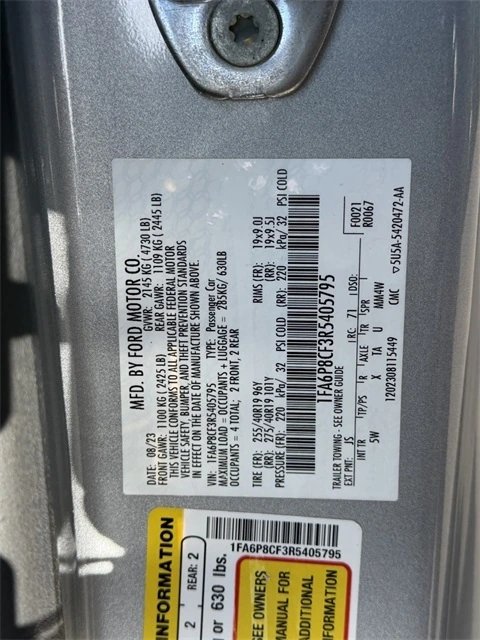 MFD. BY FORD MOTOR CO.
DATE: 08/23 GVWR: 2145 KG ( 4730 LB)
FRONT GAWR: 1100 KG ( 2425 LB) REAR GAWR: 1109 KG ( 2445 LB)
THIS VEHICLE CONFORMS TO ALL APPLICABLE FEDERAL MOTOR
VEHICLE SAFETY, BUMPER, AND THEFT PREVENTION STANDARDS
IN EFFECT ON THE DATE OF MANUFACTURE SHOWN ABOVE.
VIN: 1FA6P8CF3R5405795 TYPE: Passenger Car
MAXIMUM LOAD = OCCUPANTS + LUGGAGE = 285KG/ 630LB
OCCUPANTS = 4 TOTAL; 2 FRONT, 2 REAR
TIRE (FR): 255/40R19 96Y RIMS (FR): 19x9.0J
(RR): 275/40R19 101Y (RR): 19x9.5J
PRESSURE (FR): 220 kPa/ 32 PSI COLD (RR): 220 kPa/ 32 PSI COLD
1FA6P8CF3R5405795
TRAILER TOWING - SEE OWNER GUIDE
F0021
R0067
EXT PNT: JS RC: 71 DSO:
INT TR TP/PS R AXLE TR SPR
5W X TA U MM4W
1202308115449 CMC ▽5U5A-5420472-AA
1FA6P8CF3R5405795
INFORMATION
2 REAR: 2
or 630 lbs.
SEE OWNERS
MANUAL FOR
ADDITIONAL
INFORMATION